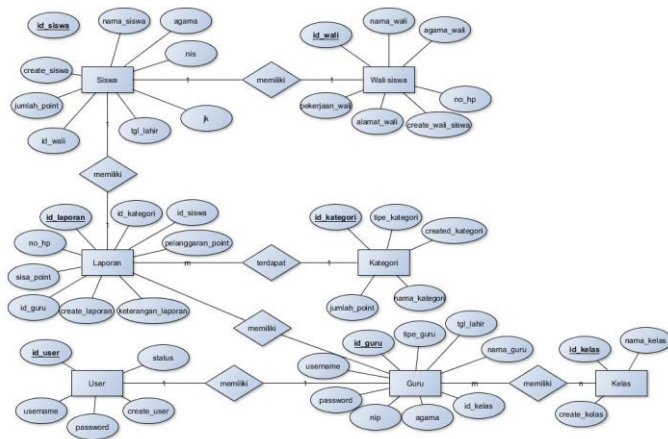 id_siswa
nama_siswa
agama
nis
create_siswa
Siswa
jumlah_point
id_wali
tgl_lahir
jk
1
memiliki
1
id_wali
nama_wali
agama_wali
Wali siswa
pekerjaan_wali
alamat_wali
create_wali_siswa
no_hp
1
memiliki
1
id_laporan
id_kategori
id_siswa
no_hp
pelanggaran_point
Laporan
sisa_point
id_guru
create_laporan
keterangan_laporan
m
terdapat
1
id_kategori
tipe_kategori
created_kategori
Kategori
jumlah_point
nama_kategori
memiliki
id_user
status
User
username
password
create_user
1
memiliki
1
id_guru
tipe_guru
tgl_lahir
username
nama_guru
Guru
password
nip
agama
id_kelas
m
memiliki
n
id_kelas
nama_kelas
Kelas
create_kelas